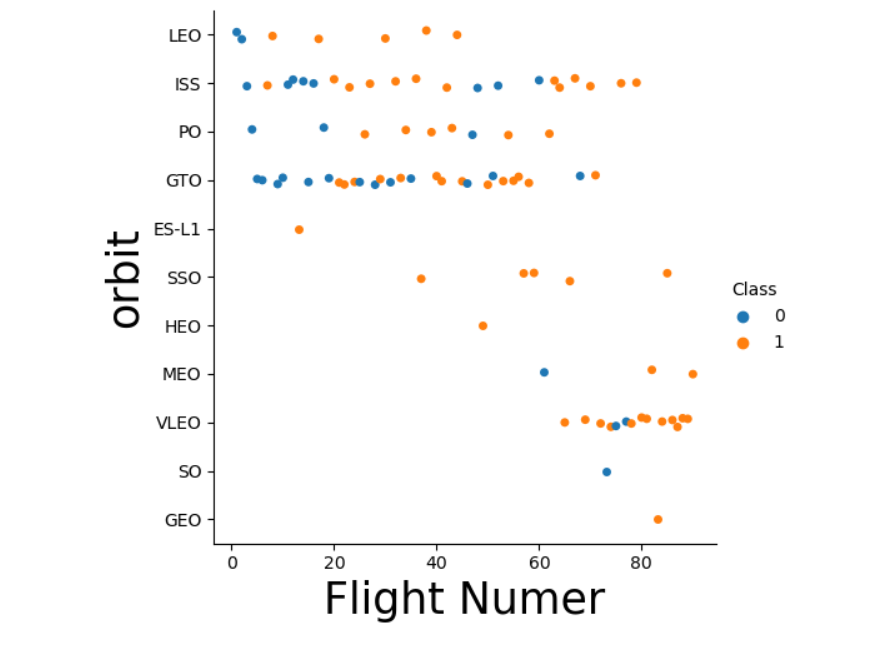 LEO
ISS
PO
GTO
ES-L1
SSO
HEO
MEO
VLEO
SO
GEO
orbit
0 20 40 60 80
Flight Numer
Class
0
1